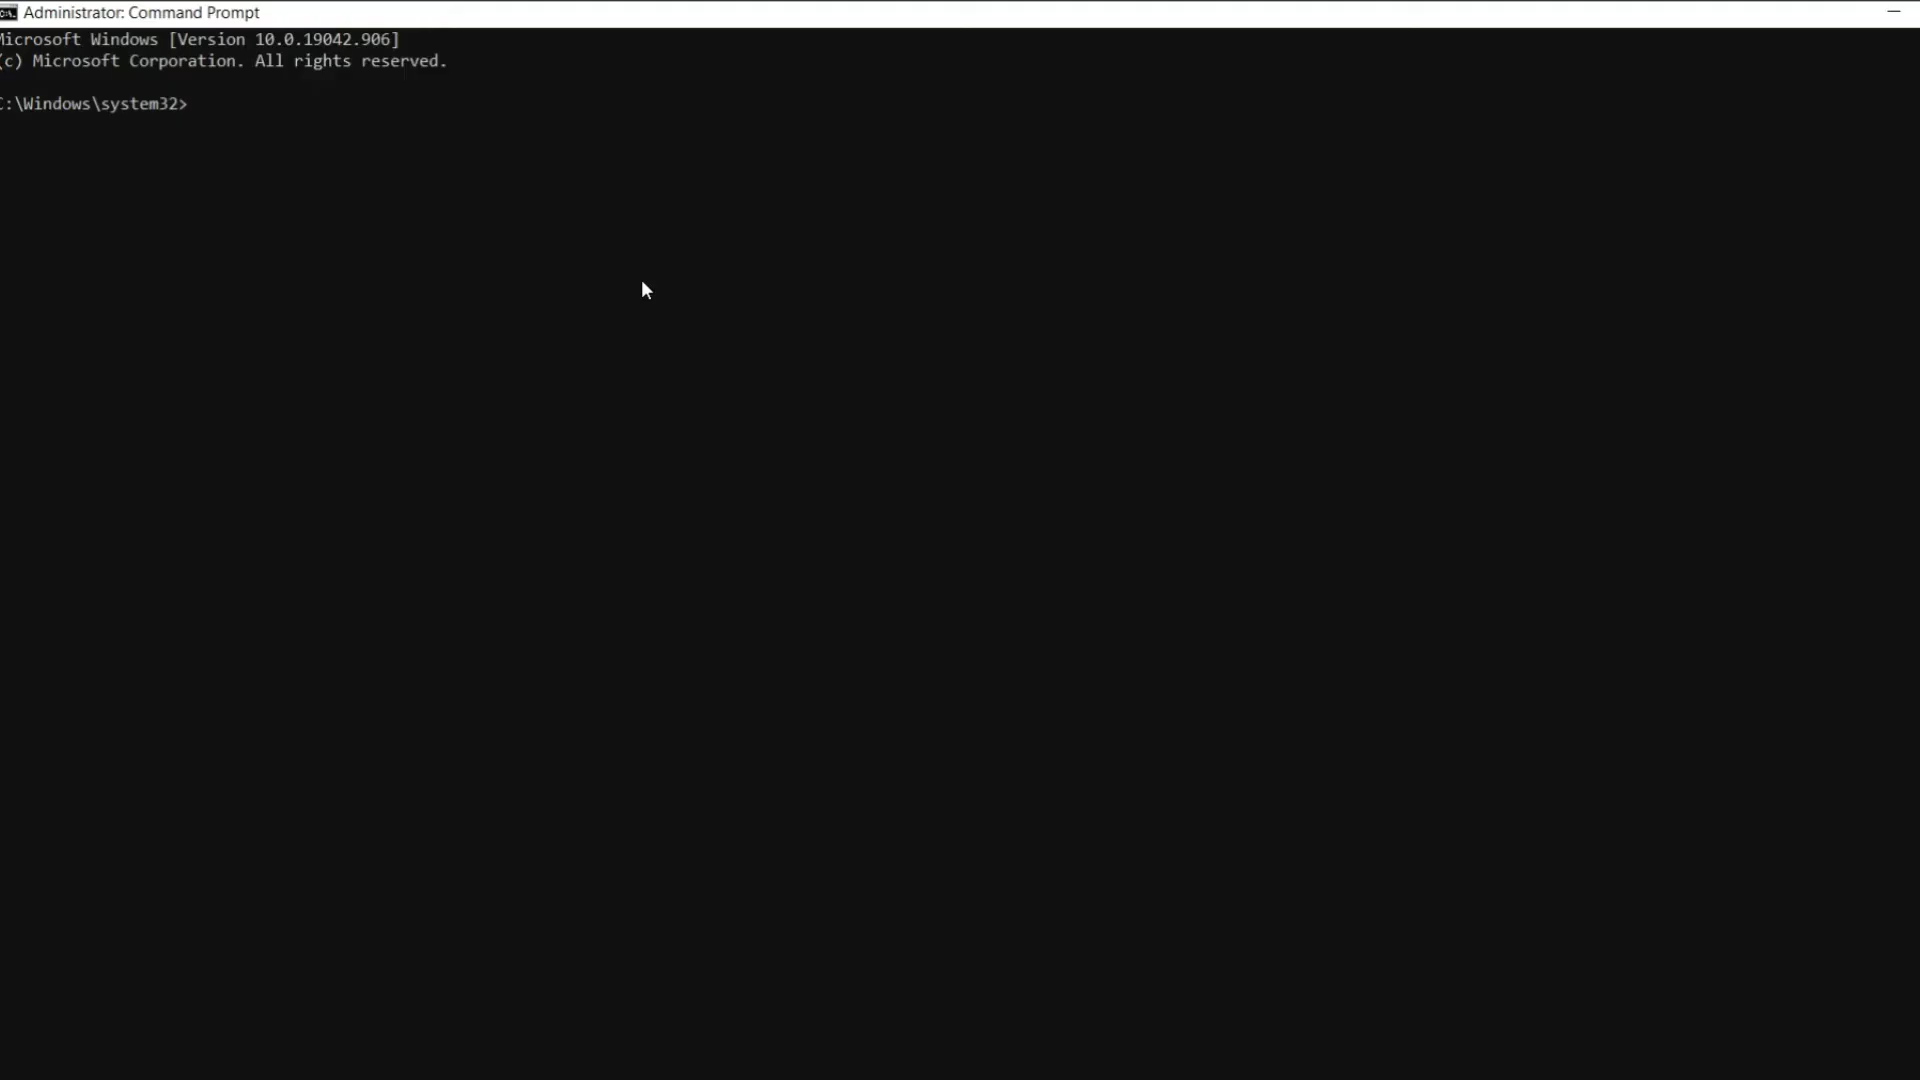 Administrator: Command Prompt
Microsoft Windows [Version 10.0.19042.906]
(c) Microsoft Corporation. All rights reserved.
C:\Windows\system32>